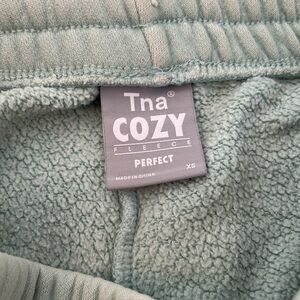 Tna®
COZY
FLEECE
PERFECT
XS
MADE IN CHINA